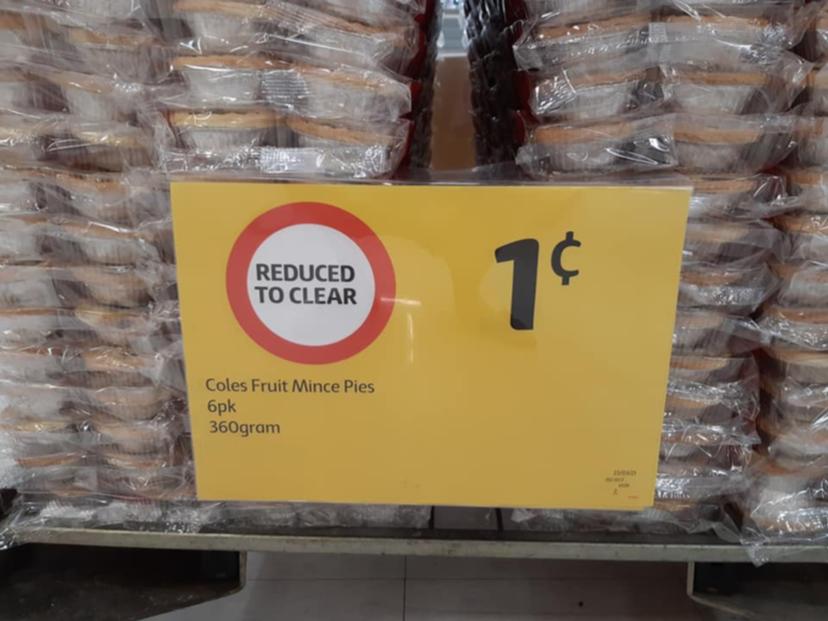 REDUCED
TO CLEAR
1¢
Coles Fruit Mince Pies
6pk
360gram